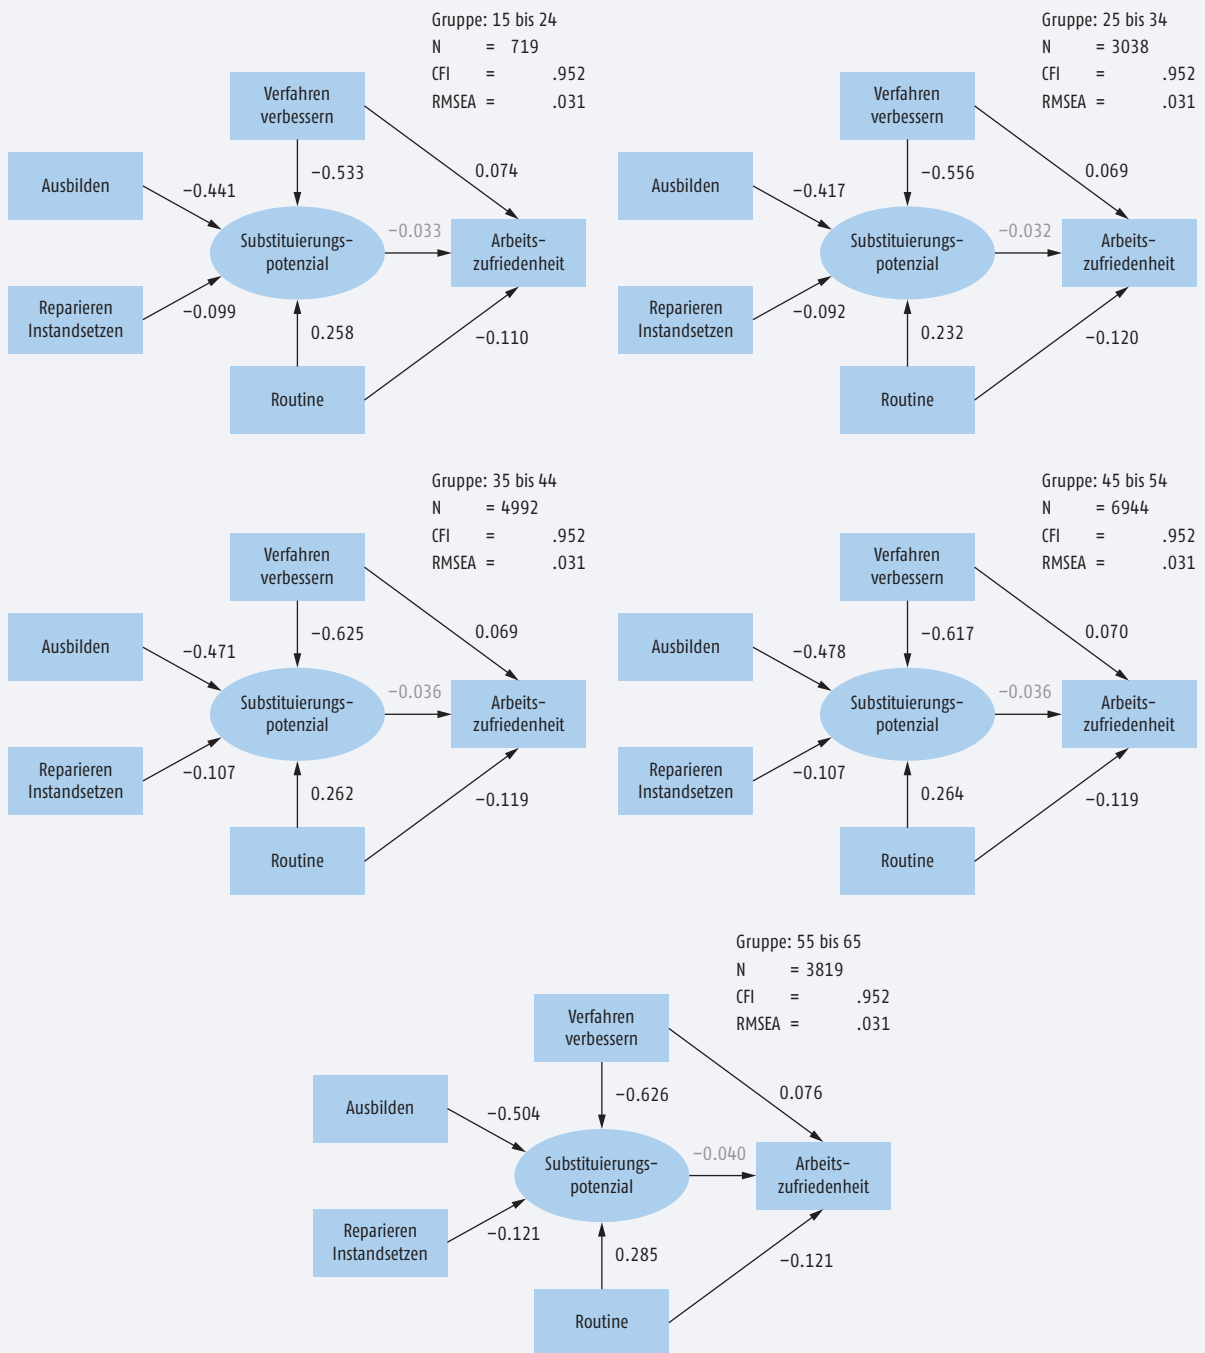 Gruppe: 15 bis 24
N = 719
CFI = .952
RMSEA = .031
Verfahren
verbessern
Ausbilden
−0.441
−0.533
0.074
Substituierungs-
potenzial
−0.033
Arbeits-
zufriedenheit
Reparieren
Instandsetzen
−0.099
0.258
−0.110
Routine
Gruppe: 25 bis 34
N = 3038
CFI = .952
RMSEA = .031
Verfahren
verbessern
Ausbilden
−0.417
−0.556
0.069
Substituierungs-
potenzial
−0.032
Arbeits-
zufriedenheit
Reparieren
Instandsetzen
−0.092
0.232
−0.120
Routine
Gruppe: 35 bis 44
N = 4992
CFI = .952
RMSEA = .031
Verfahren
verbessern
Ausbilden
−0.471
−0.625
0.069
Substituierungs-
potenzial
−0.036
Arbeits-
zufriedenheit
Reparieren
Instandsetzen
−0.107
0.262
−0.119
Routine
Gruppe: 45 bis 54
N = 6944
CFI = .952
RMSEA = .031
Verfahren
verbessern
Ausbilden
−0.478
−0.617
0.070
Substituierungs-
potenzial
−0.036
Arbeits-
zufriedenheit
Reparieren
Instandsetzen
−0.107
0.264
−0.119
Routine
Gruppe: 55 bis 65
N = 3819
CFI = .952
RMSEA = .031
Verfahren
verbessern
Ausbilden
−0.504
−0.626
0.076
Substituierungs-
potenzial
−0.040
Arbeits-
zufriedenheit
Reparieren
Instandsetzen
−0.121
0.285
−0.121
Routine